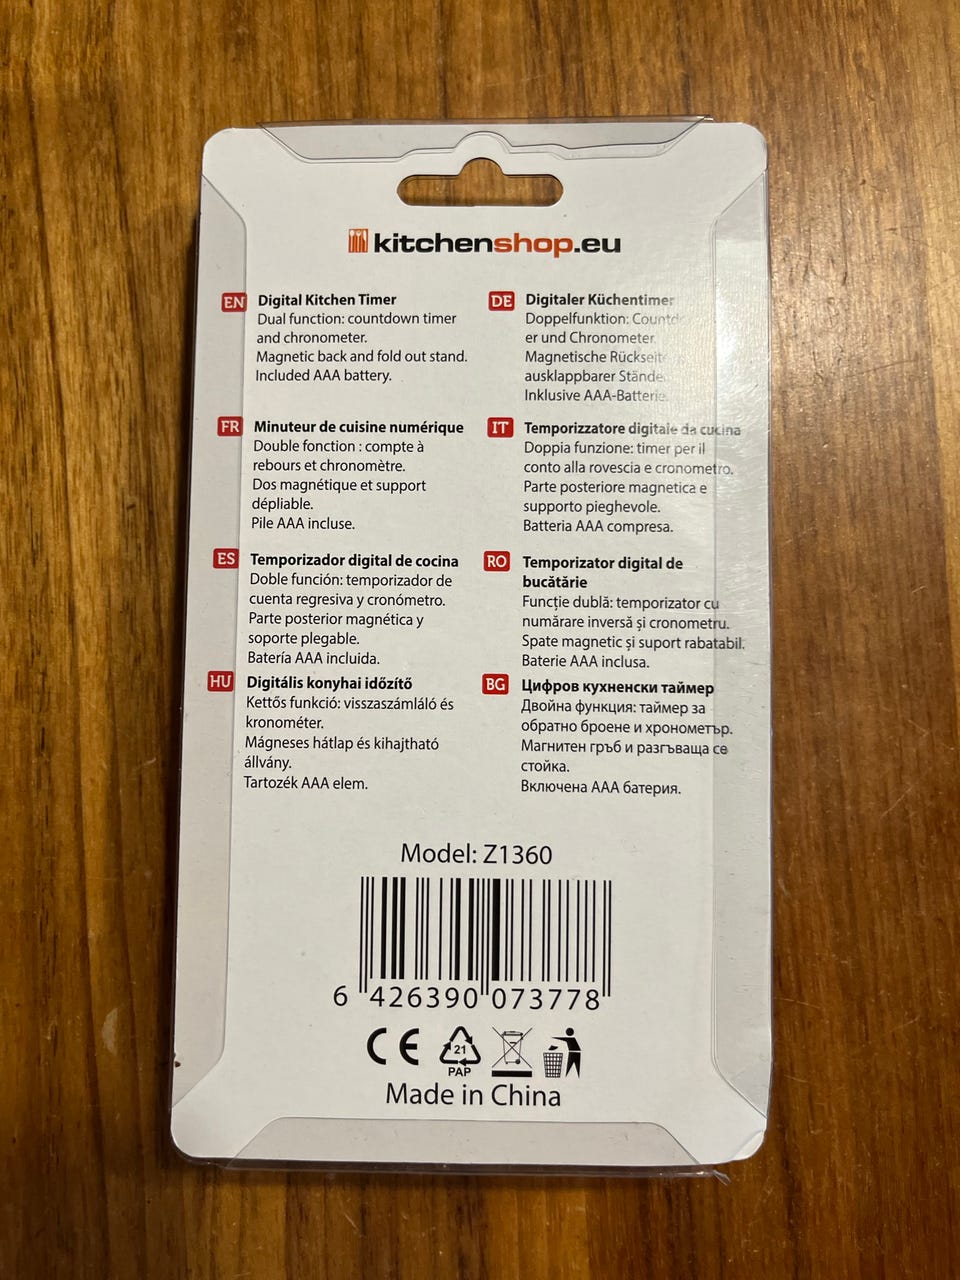 kitchenshop.eu
EN
Digital Kitchen Timer
Dual function: countdown timer
and chronometer.
Magnetic back and fold out stand.
Included AAA battery.
DE
Digitaler Küchentimer
Doppelfunktion:
er und Chronometer.
Magnetische
ausklappbarer
Inklusive AAA-Batterie.
FR
Minuteur de cuisine numérique
Double fonction : compte à
rebours et chronomètre.
Dos magnétique et support
dépliable.
Pile AAA incluse.
IT
Temporizzatore digitale da cucina
Doppia funzione: timer per il
conto alla rovescia e cronometro.
Parte posteriore magnetica e
supporto pieghevole.
Batteria AAA compresa.
ES
Temporizador digital de cocina
Doble función: temporizador de
cuenta regresiva y cronómetro.
Parte posterior magnética y
soporte plegable.
Batería AAA incluida.
RO
Temporizator digital de
bucătărie
Funcție dublă: temporizator cu
numărare inversă și cronometru.
Spate magnetic și suport rabatabil.
Baterie AAA inclusa.
HU
Digitális konyhai időzítő
Kettős funkció: visszaszámláló és
kronométer.
Mágneses hátlap és kihajtható
állvány.
Tartozék AAA elem.
BG
Цифров кухненски таймер
Двойна функция: таймер за
обратно броене и хронометър.
Магнитен гръб и разгъваща се
стойка.
Включена AAA батерия.
Model: Z1360
6 426390 073778
CE
21
PAP
Made in China